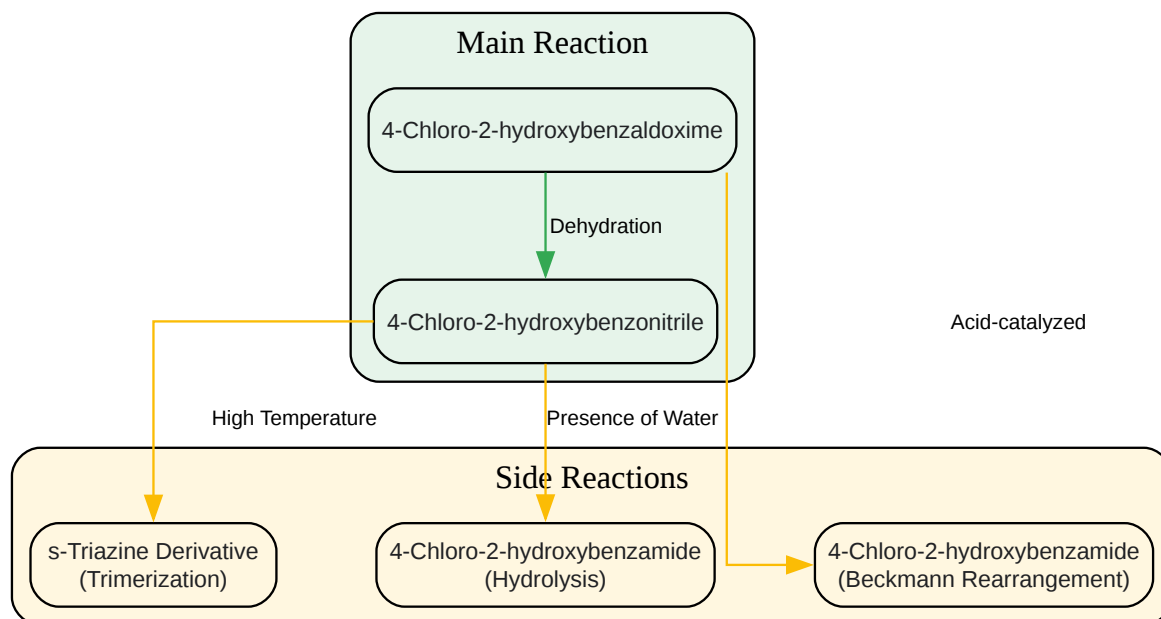 Main Reaction
4-Chloro-2-hydroxybenzaldoxime
Dehydration
4-Chloro-2-hydroxybenzonitrile
Acid-catalyzed
High Temperature
Presence of Water
Side Reactions
s-Triazine Derivative
(Trimerization)
4-Chloro-2-hydroxybenzamide
(Hydrolysis)
4-Chloro-2-hydroxybenzamide
(Beckmann Rearrangement)